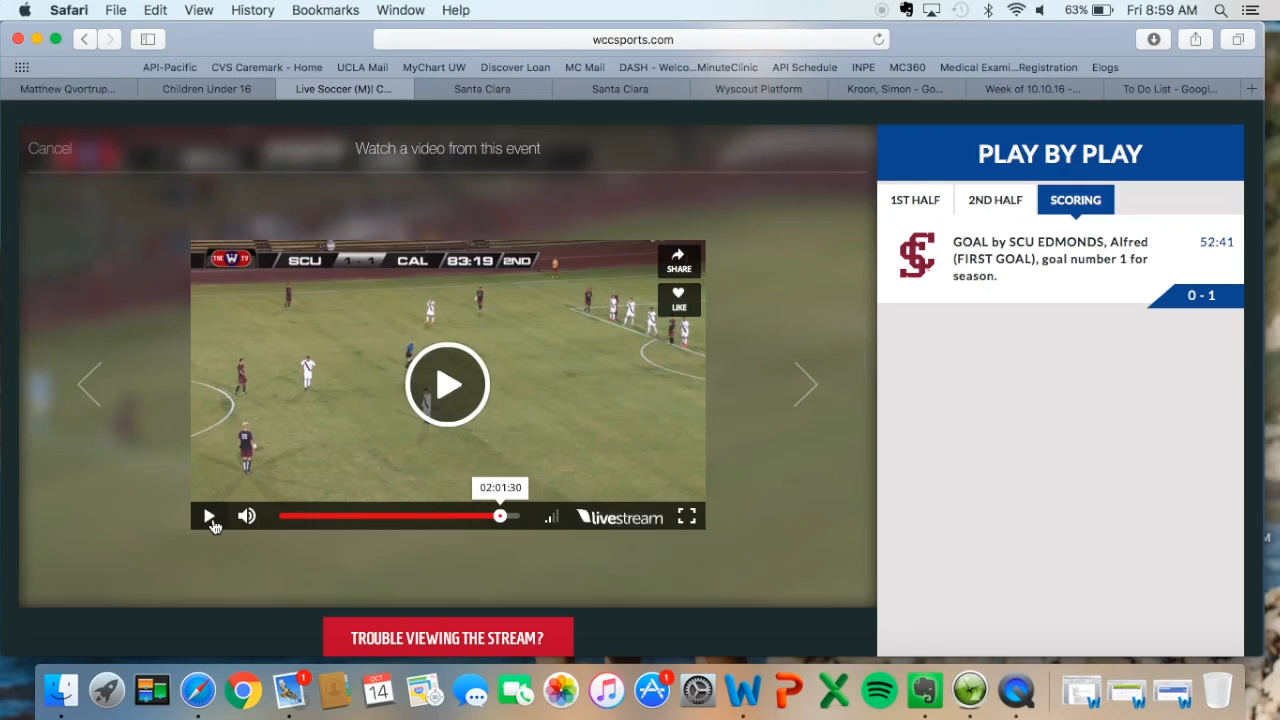 Safari File Edit View History Bookmarks Window Help 63% Fri 8:59 AM
wccsports.com
API-Pacific CVS Caremark - Home UCLA Mail MyChart UW Discover Loan MC Mail DASH - Welco...MinuteClinic API Schedule INPE MC360 Medical Exami...Registration Elogs
Matthew Qvortrup... Children Under 16 Live Soccer (M)! C... Santa Clara Santa Clara Wyscout Platform Kroon, Simon - Go... Week of 10.10.16 -... To Do List - Googl... +
Cancel Watch a video from this event
PLAY BY PLAY
1ST HALF 2ND HALF SCORING
GOAL by SCU EDMONDS, Alfred 52:41
(FIRST GOAL), goal number 1 for
season.
0 - 1
THE W TV SCU 1 - 1 CAL 83:19 2ND
SHARE
LIKE
02:01:30
livestream
TROUBLE VIEWING THE STREAM?
1
OCT
14
1